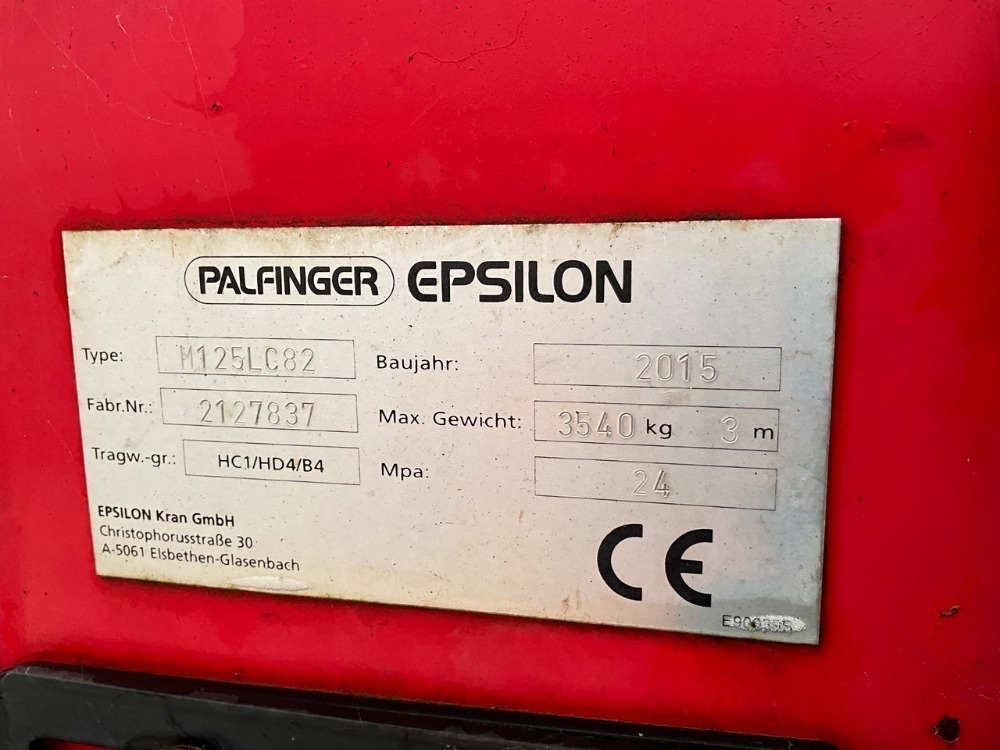 PALFINGER EPSILON
Type: M125LC82 Baujahr: 2015
Fabr.Nr.: 2127837 Max. Gewicht: 3540 kg 3 m
Tragw.-gr.: HC1/HD4/B4 Mpa: 24
EPSILON Kran GmbH
Christophorusstraße 30
A-5061 Elsbethen-Glasenbach
CE